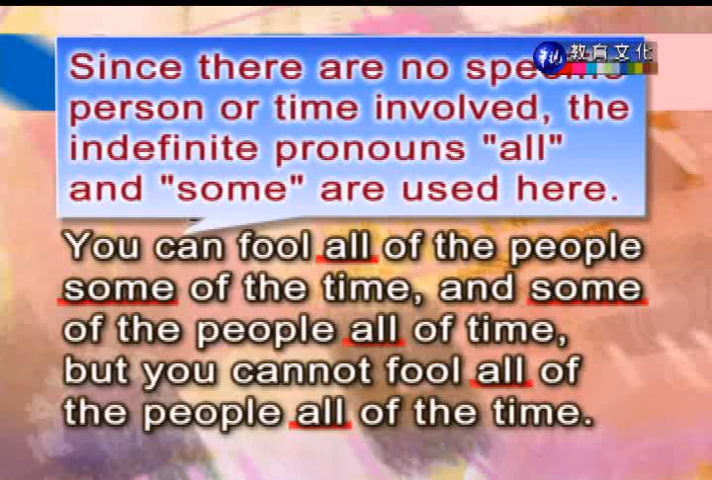 教育文化
Since there are no
person or time involved, the
indefinite pronouns "all"
and "some" are used here.
You can fool all of the people
some of the time, and some
of the people all of time,
but you cannot fool all of
the people all of the time.